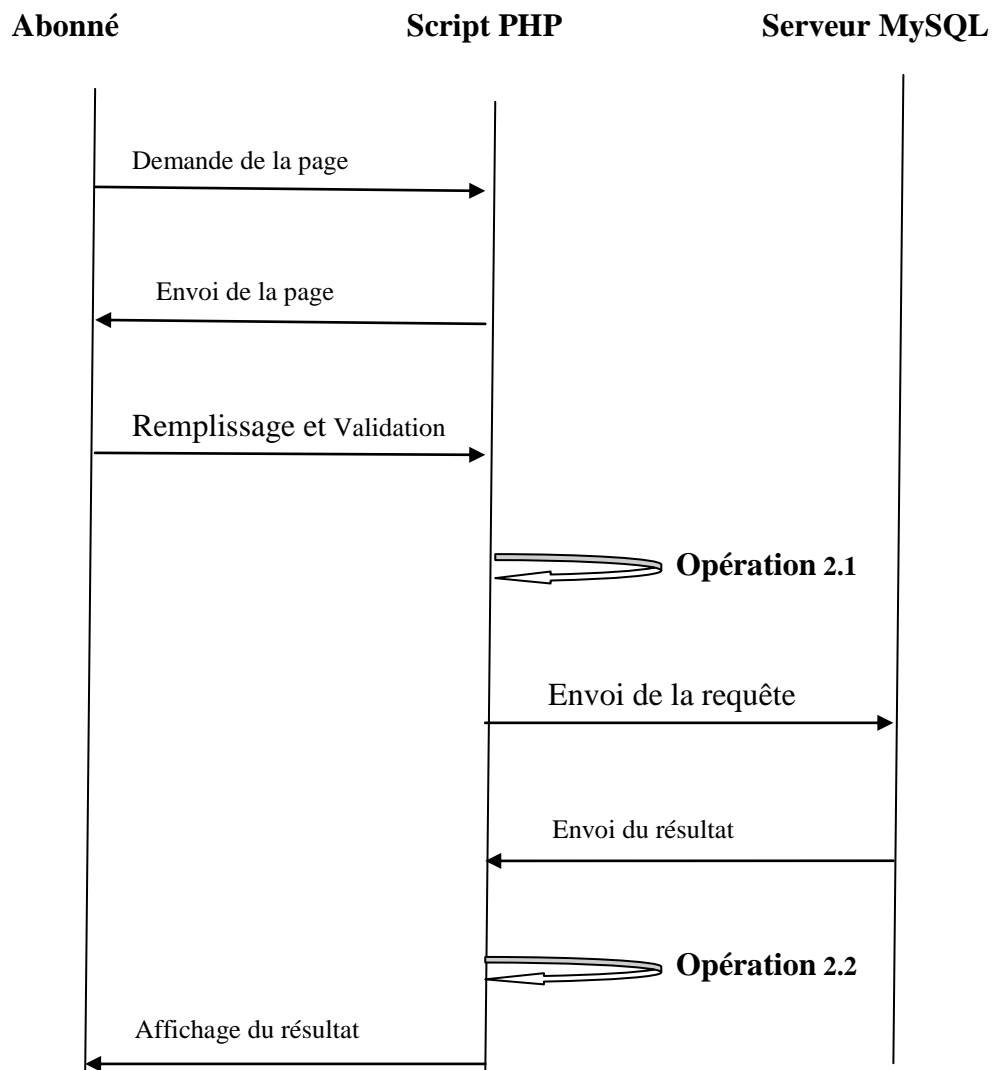 Abonné Script PHP Serveur MySQL
Demande de la page
Envoi de la page
Remplissage et Validation
Opération 2.1
Envoi de la requête
Envoi du résultat
Opération 2.2
Affichage du résultat